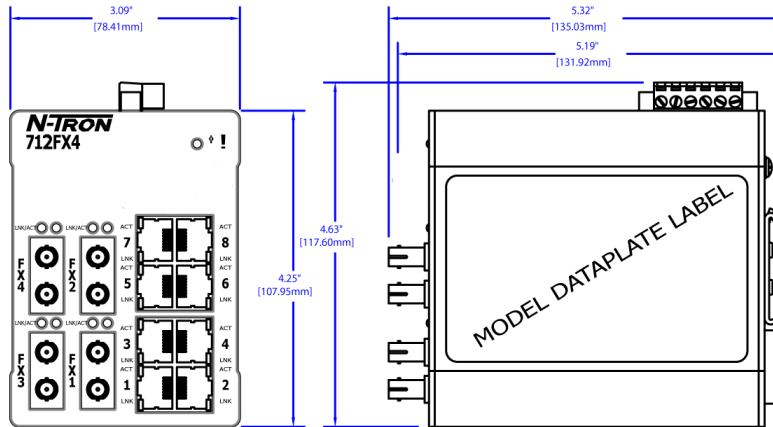 3.09"
[78.41mm]
5.32"
[135.03mm]
5.19"
[131.92mm]
N-TRON
712FX4
!
4.63"
[117.60mm]
4.25"
[107.95mm]
MODEL DATAPLATE LABEL
LNK/ACT
LNK/ACT
FX4
FX2
ACT
7
LNK
ACT
8
LNK
ACT
5
LNK
ACT
6
LNK
LNK/ACT
LNK/ACT
FX3
FX1
ACT
3
LNK
ACT
4
LNK
ACT
1
LNK
ACT
2
LNK